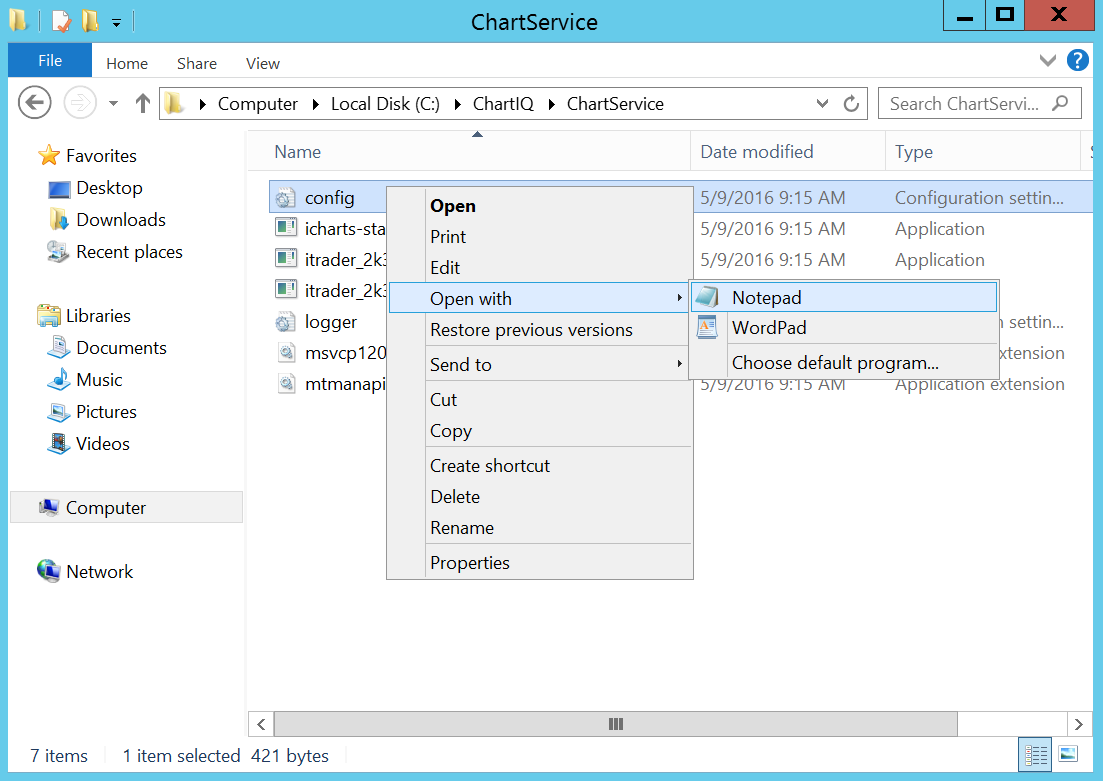 ChartService
File Home Share View
Computer Local Disk (C:) ChartIQ ChartService
Search ChartServi...
Favorites
Desktop
Downloads
Recent places
Libraries
Documents
Music
Pictures
Videos
Computer
Network
Name Date modified Type
config 5/9/2016 9:15 AM Configuration settin...
icharts-sta 5/9/2016 9:15 AM Application
itrader_2k3 5/9/2016 9:15 AM Application
itrader_2k3
logger n settin...
msvcp120 xtension
mtmanapi 5/9/2016 9:15 AM Application extension
Open
Print
Edit
Open with
Restore previous versions
Send to
Cut
Copy
Create shortcut
Delete
Rename
Properties
Notepad
WordPad
Choose default program...
7 items 1 item selected 421 bytes